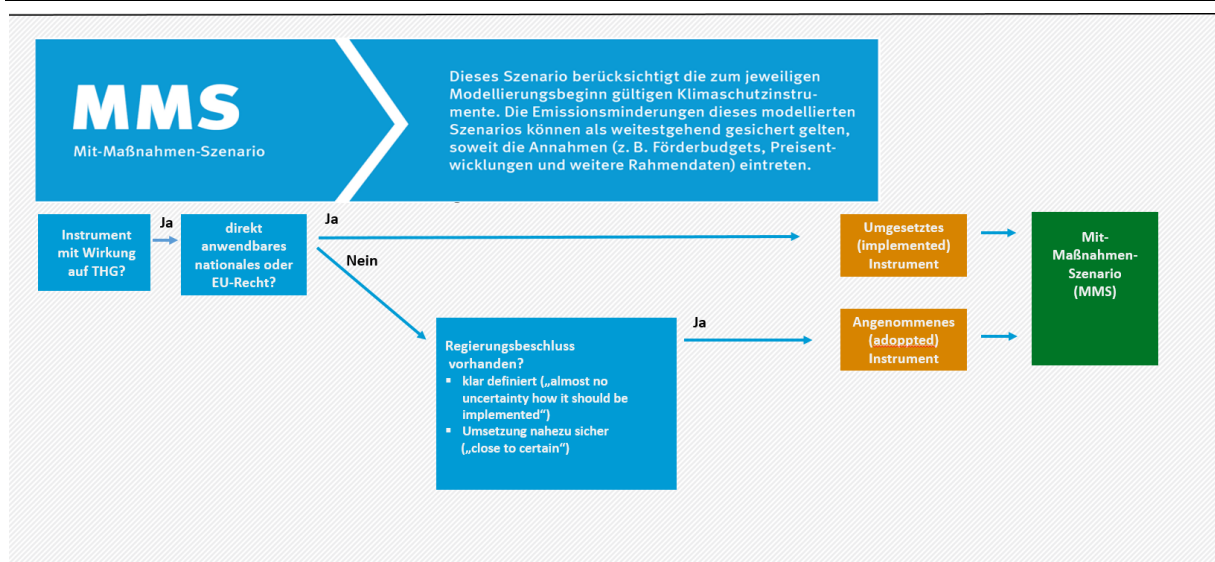 MMS
Mit-Maßnahmen-Szenario
Dieses Szenario berücksichtigt die zum jeweiligen
Modellierungsbeginn gültigen Klimaschutzinstru-
mente. Die Emissionsminderungen dieses modellierten
Szenarios können als weitestgehend gesichert gelten,
soweit die Annahmen (z. B. Förderbudgets, Preisent-
wicklungen und weitere Rahmendaten) eintreten.
Instrument
mit Wirkung
auf THG?
Ja
direkt
anwendbares
nationales oder
EU-Recht?
Ja
Nein
Umgesetztes
(implemented)
Instrument
Mit-
Maßnahmen-
Szenario
(MMS)
Regierungsbeschluss
vorhanden?
▪ klar definiert („almost no
uncertainty how it should be
implemented“)
▪ Umsetzung nahezu sicher
(„close to certain“)
Ja
Angenommenes
(adoppted)
Instrument